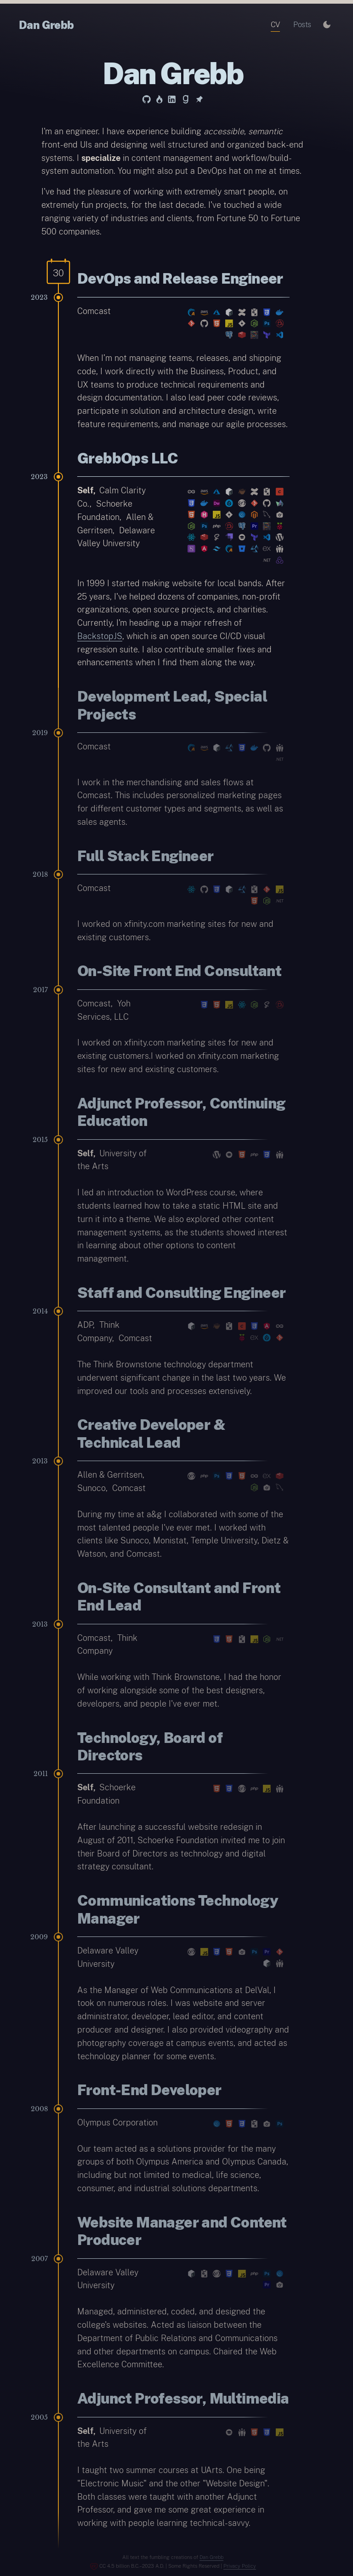 Dan Grebb
CV Posts
Dan Grebb
I'm an engineer. I have experience building accessible, semantic
front-end UIs and designing well structured and organized back-end
systems. I specialize in content management and workflow/build-
system automation. You might also put a DevOps hat on me at times.
I've had the pleasure of working with extremely smart people, on
extremely fun projects, for the last decade. I've touched a wide
ranging variety of industries and clients, from Fortune 50 to Fortune
500 companies.
30
DevOps and Release Engineer
2023
Comcast
When I'm not managing teams, releases, and shipping
code, I work directly with the Business, Product, and
UX teams to produce technical requirements and
design documentation. I also lead peer code reviews,
participate in solution and architecture design, write
feature requirements, and manage our agile processes.
GrebbOps LLC
2023
Self, Calm Clarity
Co., Schoerke
Foundation, Allen &
Gerritsen, Delaware
Valley University
In 1999 I started making website for local bands. After
25 years, I've helped dozens of companies, non-profit
organizations, open source projects, and charities.
Currently, I'm heading up a major refresh of
BackstopJS, which is an open source CI/CD visual
regression suite. I also contribute smaller fixes and
enhancements when I find them along the way.
Development Lead, Special
Projects
2019
Comcast
I work in the merchandising and sales flows at
Comcast. This includes personalized marketing pages
for different customer types and segments, as well as
sales agents.
Full Stack Engineer
2018
Comcast
I worked on xfinity.com marketing sites for new and
existing customers.
On-Site Front End Consultant
2017
Comcast, Yoh
Services, LLC
I worked on xfinity.com marketing sites for new and
existing customers.I worked on xfinity.com marketing
sites for new and existing customers.
Adjunct Professor, Continuing
Education
2015
Self, University of
the Arts
I led an introduction to WordPress course, where
students learned how to take a static HTML site and
turn it into a theme. We also explored other content
management systems, as the students showed interest
in learning about other options to content
management.
Staff and Consulting Engineer
2014
ADP, Think
Company, Comcast
The Think Brownstone technology department
underwent significant change in the last two years. We
improved our tools and processes extensively.
Creative Developer &
Technical Lead
2013
Allen & Gerritsen,
Sunoco, Comcast
During my time at a&g I collaborated with some of the
most talented people I've ever met. I worked with
clients like Sunoco, Monistat, Temple University, Dietz &
Watson, and Comcast.
On-Site Consultant and Front
End Lead
2013
Comcast, Think
Company
While working with Think Brownstone, I had the honor
of working alongside some of the best designers,
developers, and people I've ever met.
Technology, Board of
Directors
2011
Self, Schoerke
Foundation
After launching a successful website redesign in
August of 2011, Schoerke Foundation invited me to join
their Board of Directors as technology and digital
strategy consultant.
Communications Technology
Manager
2009
Delaware Valley
University
As the Manager of Web Communications at DelVal, I
took on numerous roles. I was website and server
administrator, developer, lead editor, and content
producer and designer. I also provided videography and
photography coverage at campus events, and acted as
technology planner for some events.
Front-End Developer
2008
Olympus Corporation
Our team acted as a solutions provider for the many
groups of both Olympus America and Olympus Canada,
including but not limited to medical, life science,
consumer, and industrial solutions departments.
Website Manager and Content
Producer
2007
Delaware Valley
University
Managed, administered, coded, and designed the
college's websites. Acted as liaison between the
Department of Public Relations and Communications
and other departments on campus. Chaired the Web
Excellence Committee.
Adjunct Professor, Multimedia
2005
Self, University of
the Arts
I taught two summer courses at UArts. One being
"Electronic Music" and the other "Website Design".
Both classes were taught with another Adjunct
Professor, and gave me some great experience in
working with people learning technical-savvy.